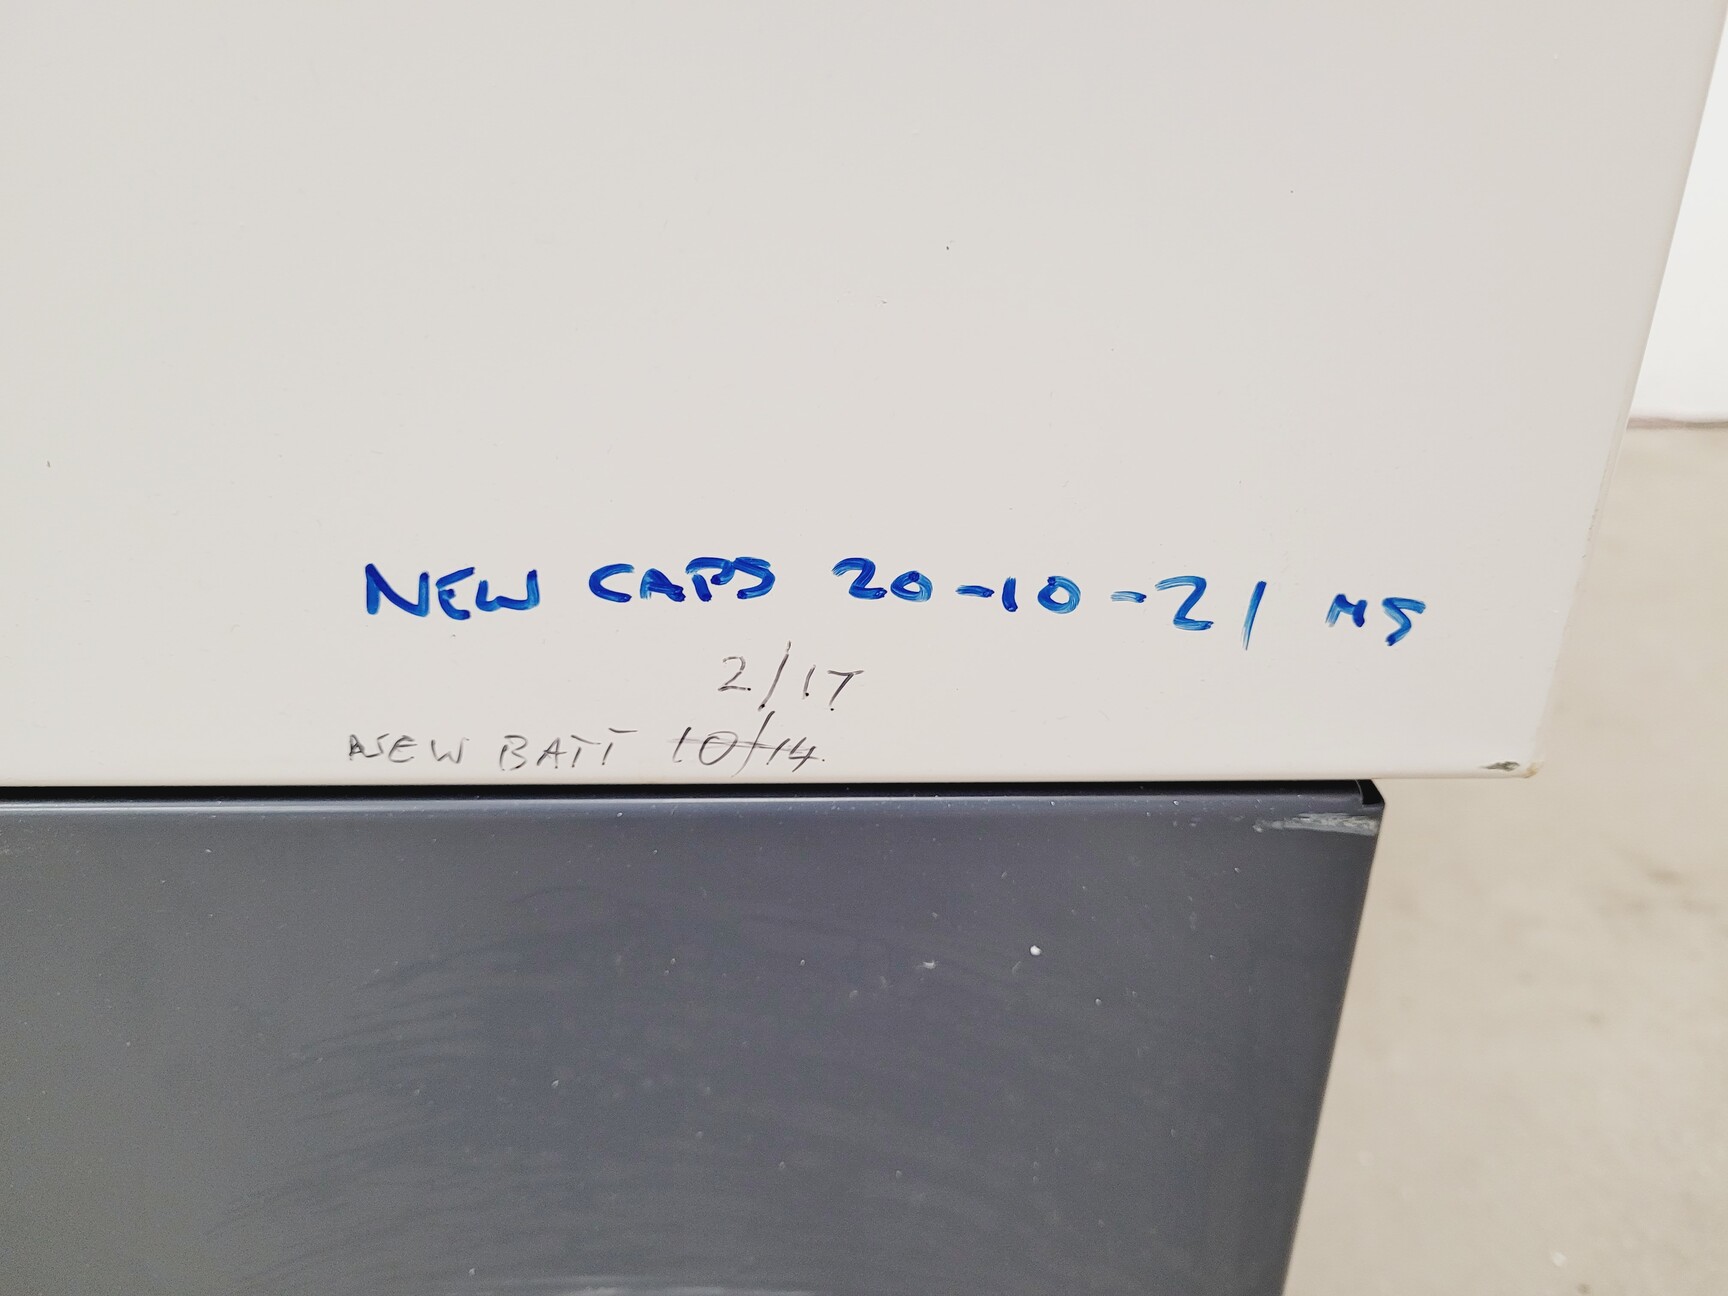 NEW CAPS 20-10-21 MS
2/17
NEW BATT 10/14